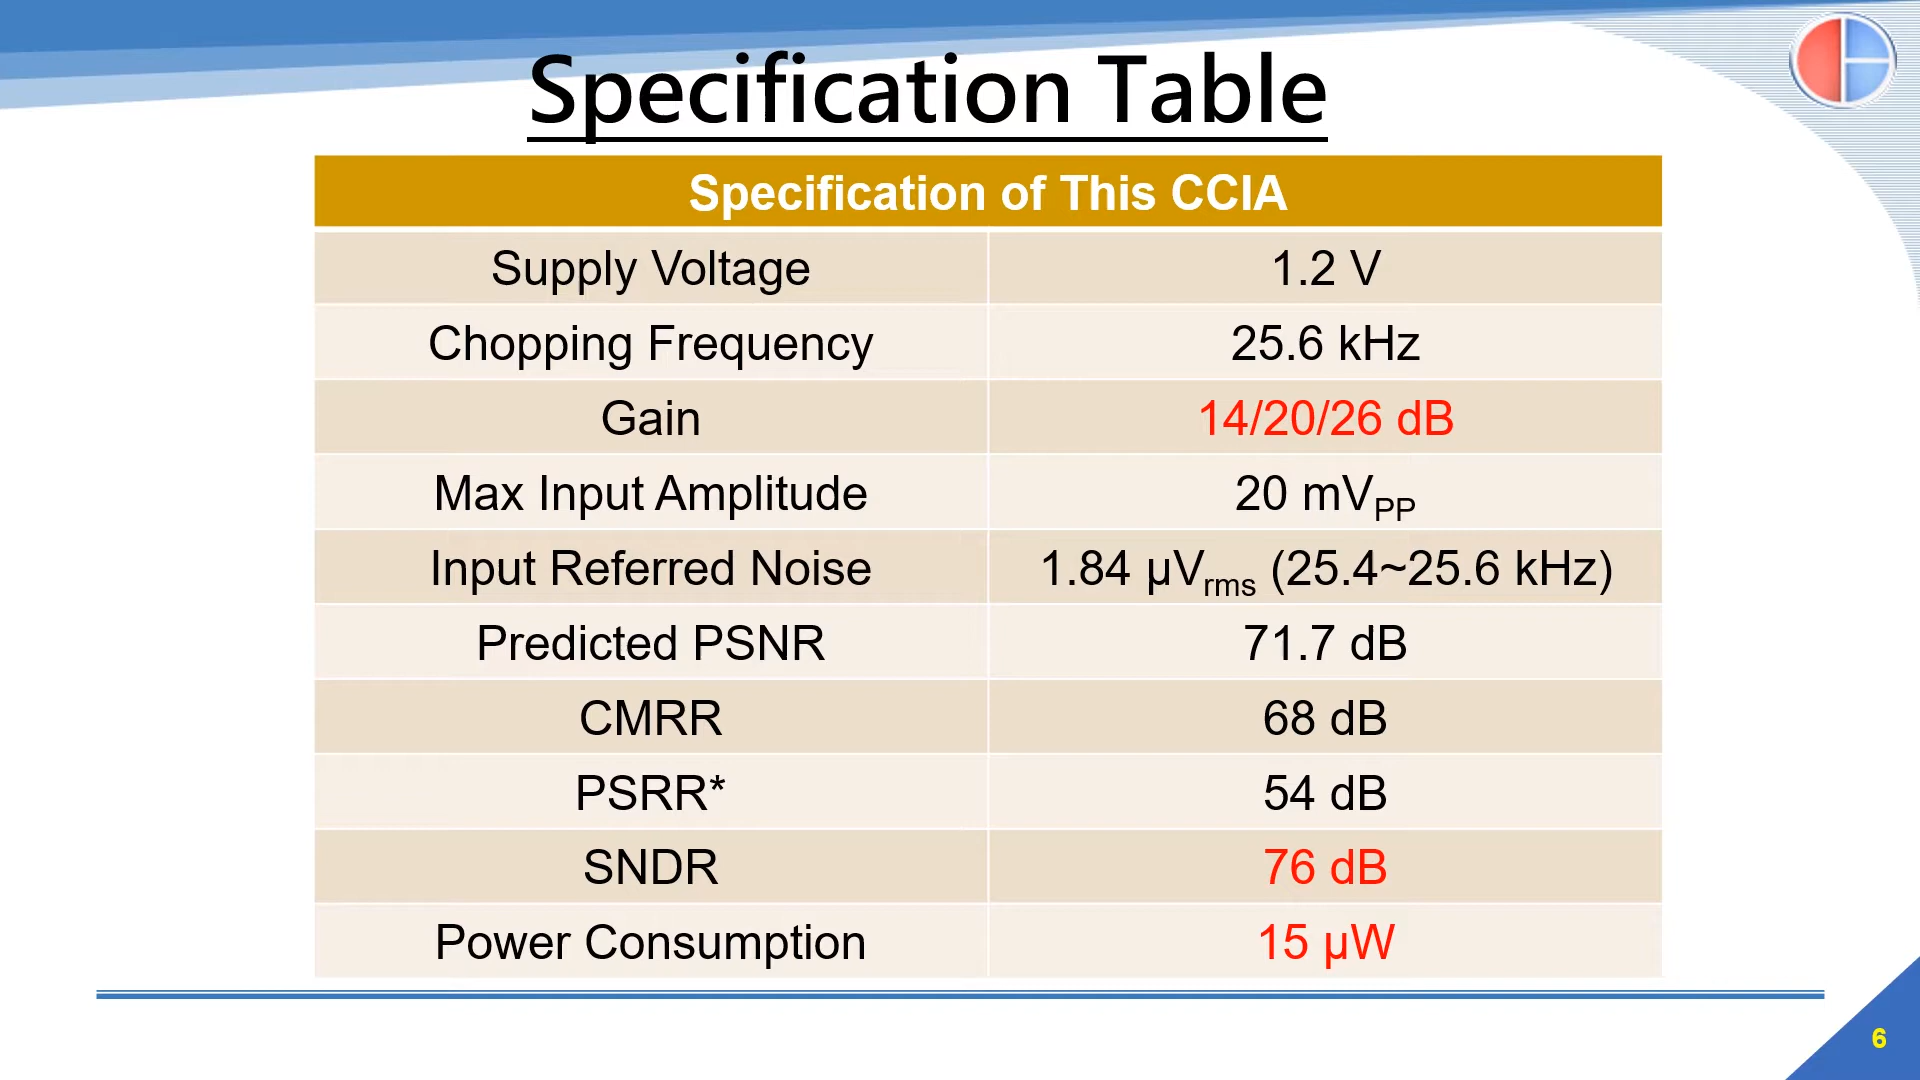 Specification Table
Specification of This CCIA
Supply Voltage 1.2 V
Chopping Frequency 25.6 kHz
Gain 14/20/26 dB
Max Input Amplitude 20 mVPP
Input Referred Noise 1.84 µVrms (25.4~25.6 kHz)
Predicted PSNR 71.7 dB
CMRR 68 dB
PSRR* 54 dB
SNDR 76 dB
Power Consumption 15 µW
6